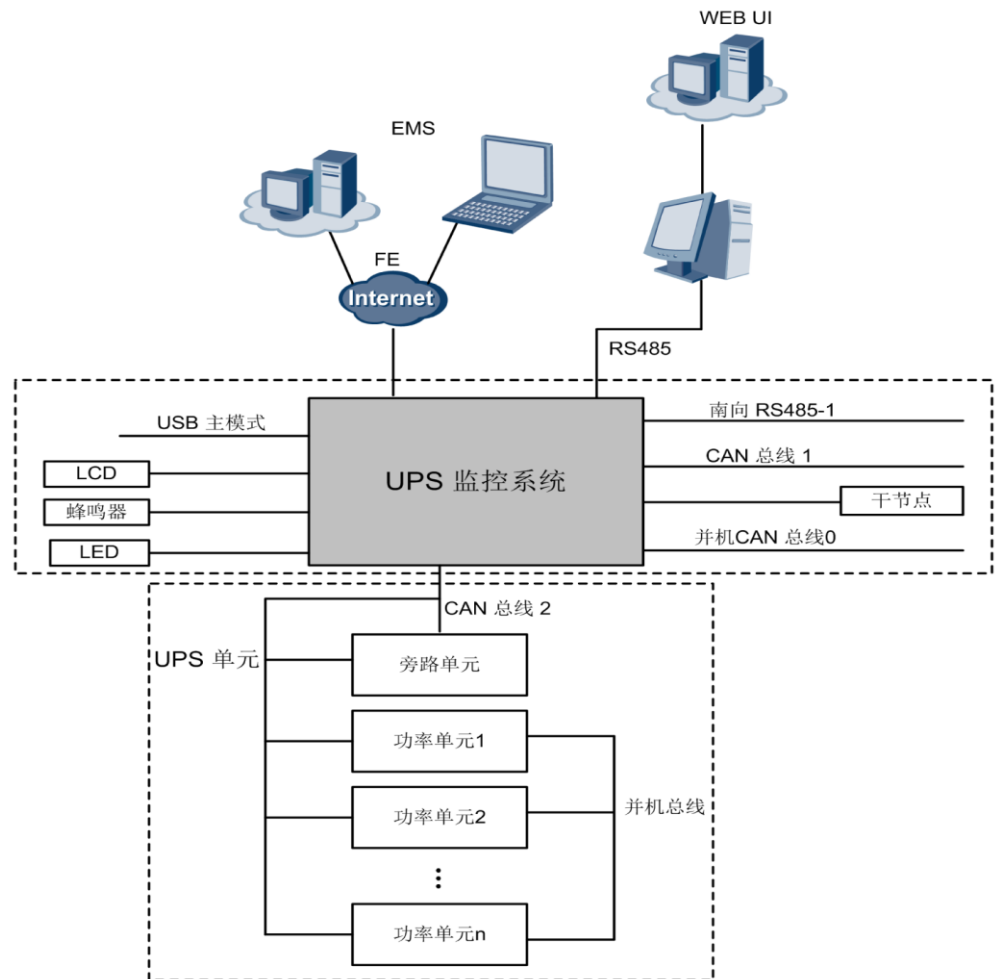 WEB UI
EMS
FE
Internet
RS485
USB 主模式
LCD
蜂鸣器
LED
UPS 监控系统
南向 RS485-1
CAN 总线 1
干节点
并机CAN 总线0
CAN 总线 2
UPS 单元
旁路单元
功率单元1
功率单元2
⋮
功率单元n
并机总线